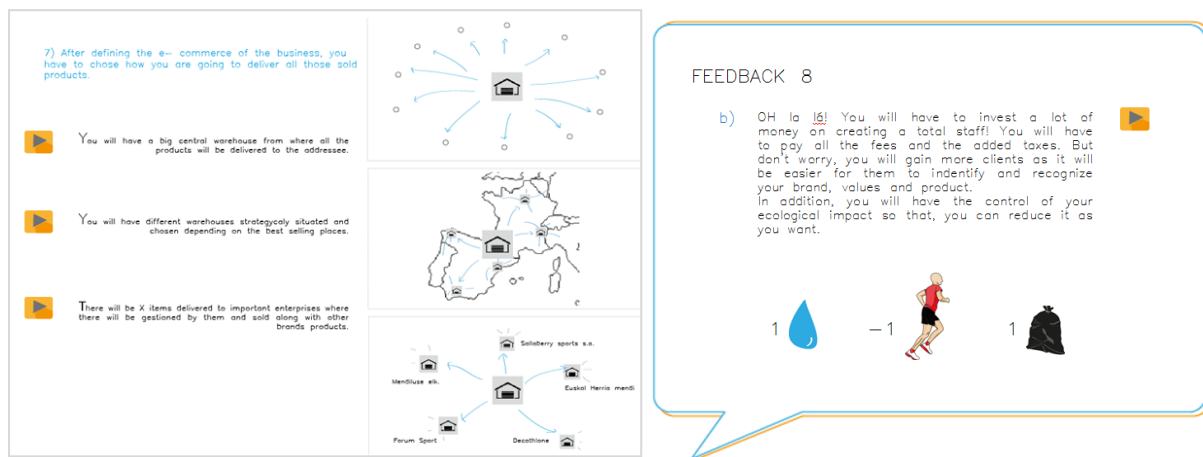 7) After defining the e- commerce of the business, you
have to chose how you are going to deliver all those sold
products.
You will have a big central warehouse from where all the
products will be delivered to the addressee.
You will have different warehouses strategycaly situated and
chosen depending on the best selling places.
There will be X items delivered to important enterprises where
there will be gestioned by them and sold along with other
brands products.
Sallaberry sports s.a.
Mendiluse elk.
Euskal Herria mendi
Forum Sport
Decathlone
FEEDBACK 8
b) OH la lá! You will have to invest a lot of
money on creating a total staff! You will have
to pay all the fees and the added taxes. But
don't worry, you will gain more clients as it will
be easier for them to indentify and recognize
your brand, values and product.
In addition, you will have the control of your
ecological impact so that, you can reduce it as
you want.
1
-1
1